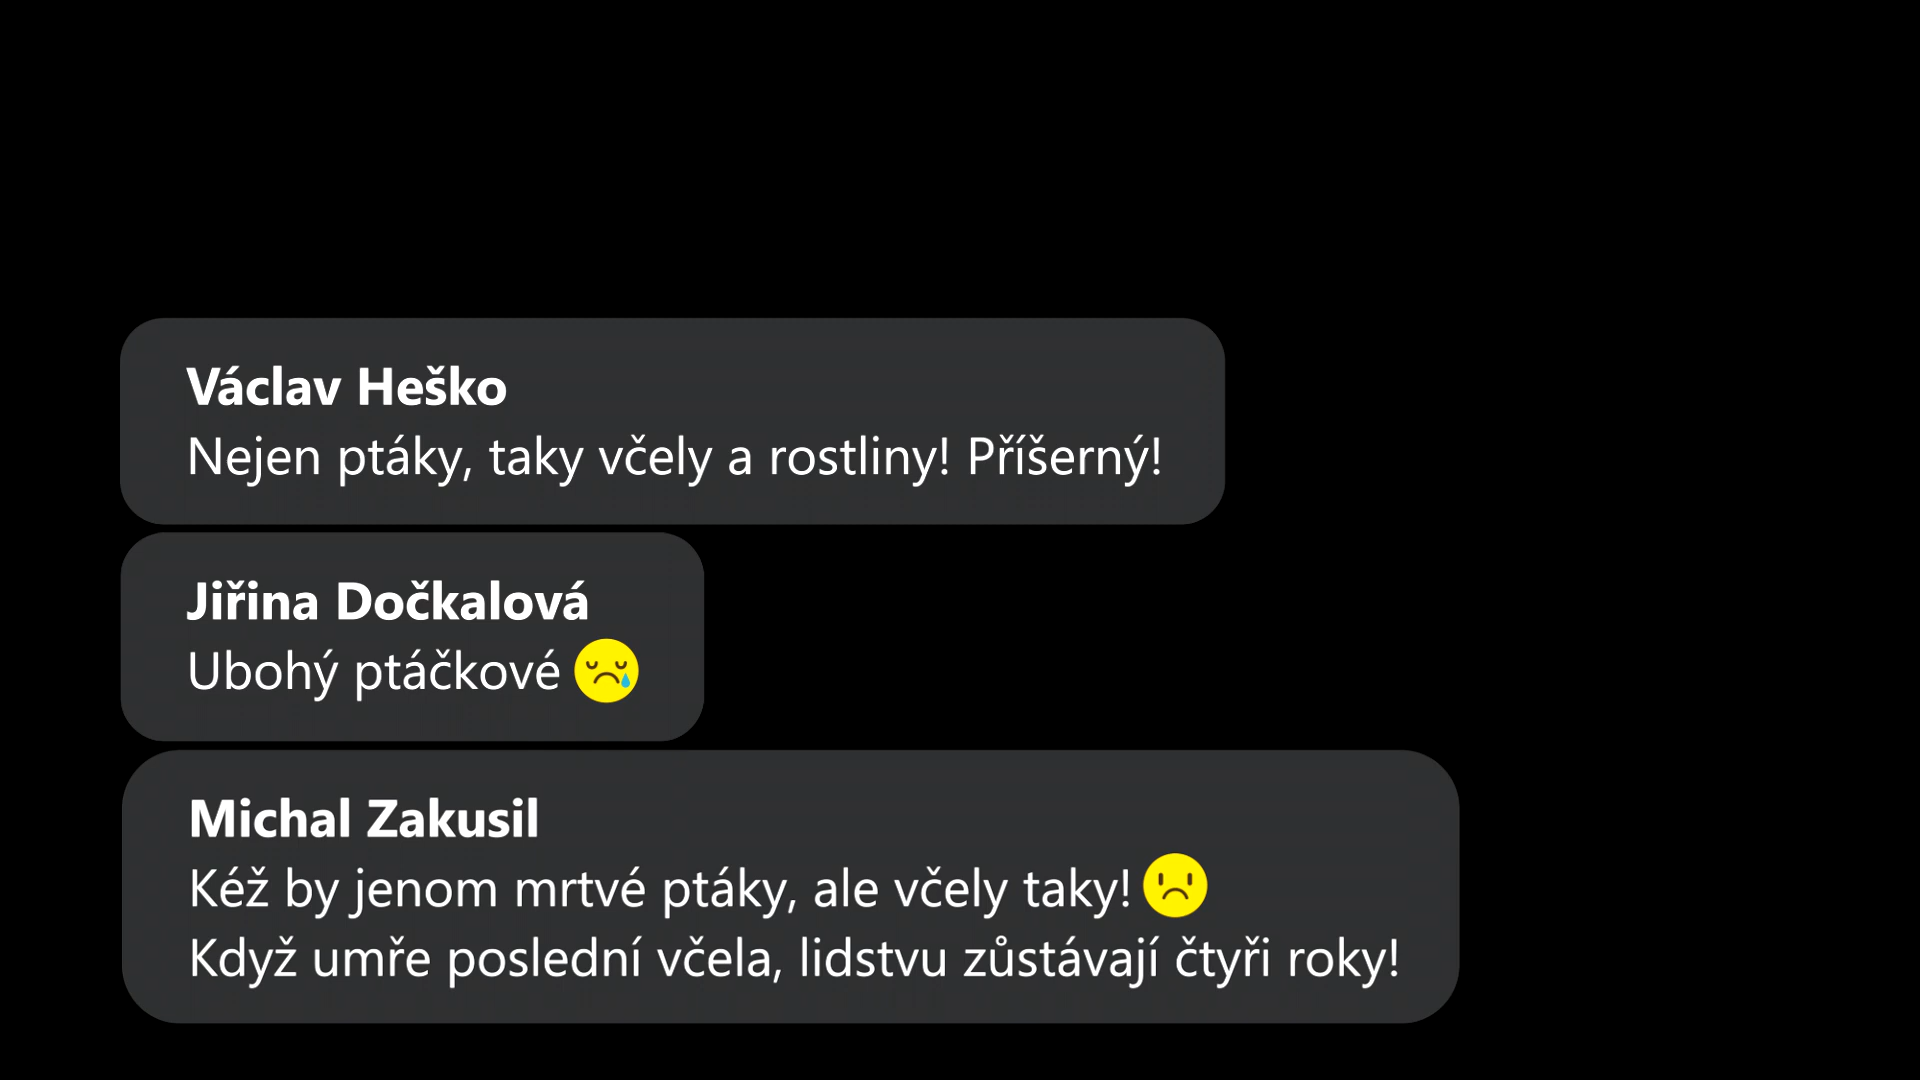 Václav Heško
Nejen ptáky, taky včely a rostliny! Příšerný!
Jiřina Dočkalová
Ubohý ptáčkové 😢
Michal Zakusil
Kéž by jenom mrtvé ptáky, ale včely taky! 🙁
Když umře poslední včela, lidstvu zůstávají čtyři roky!